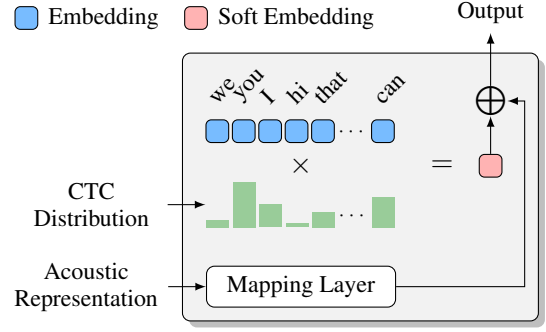 Embedding Soft Embedding
Output
we you I hi that ... can
× =
CTC
Distribution
...
Acoustic
Representation
Mapping Layer